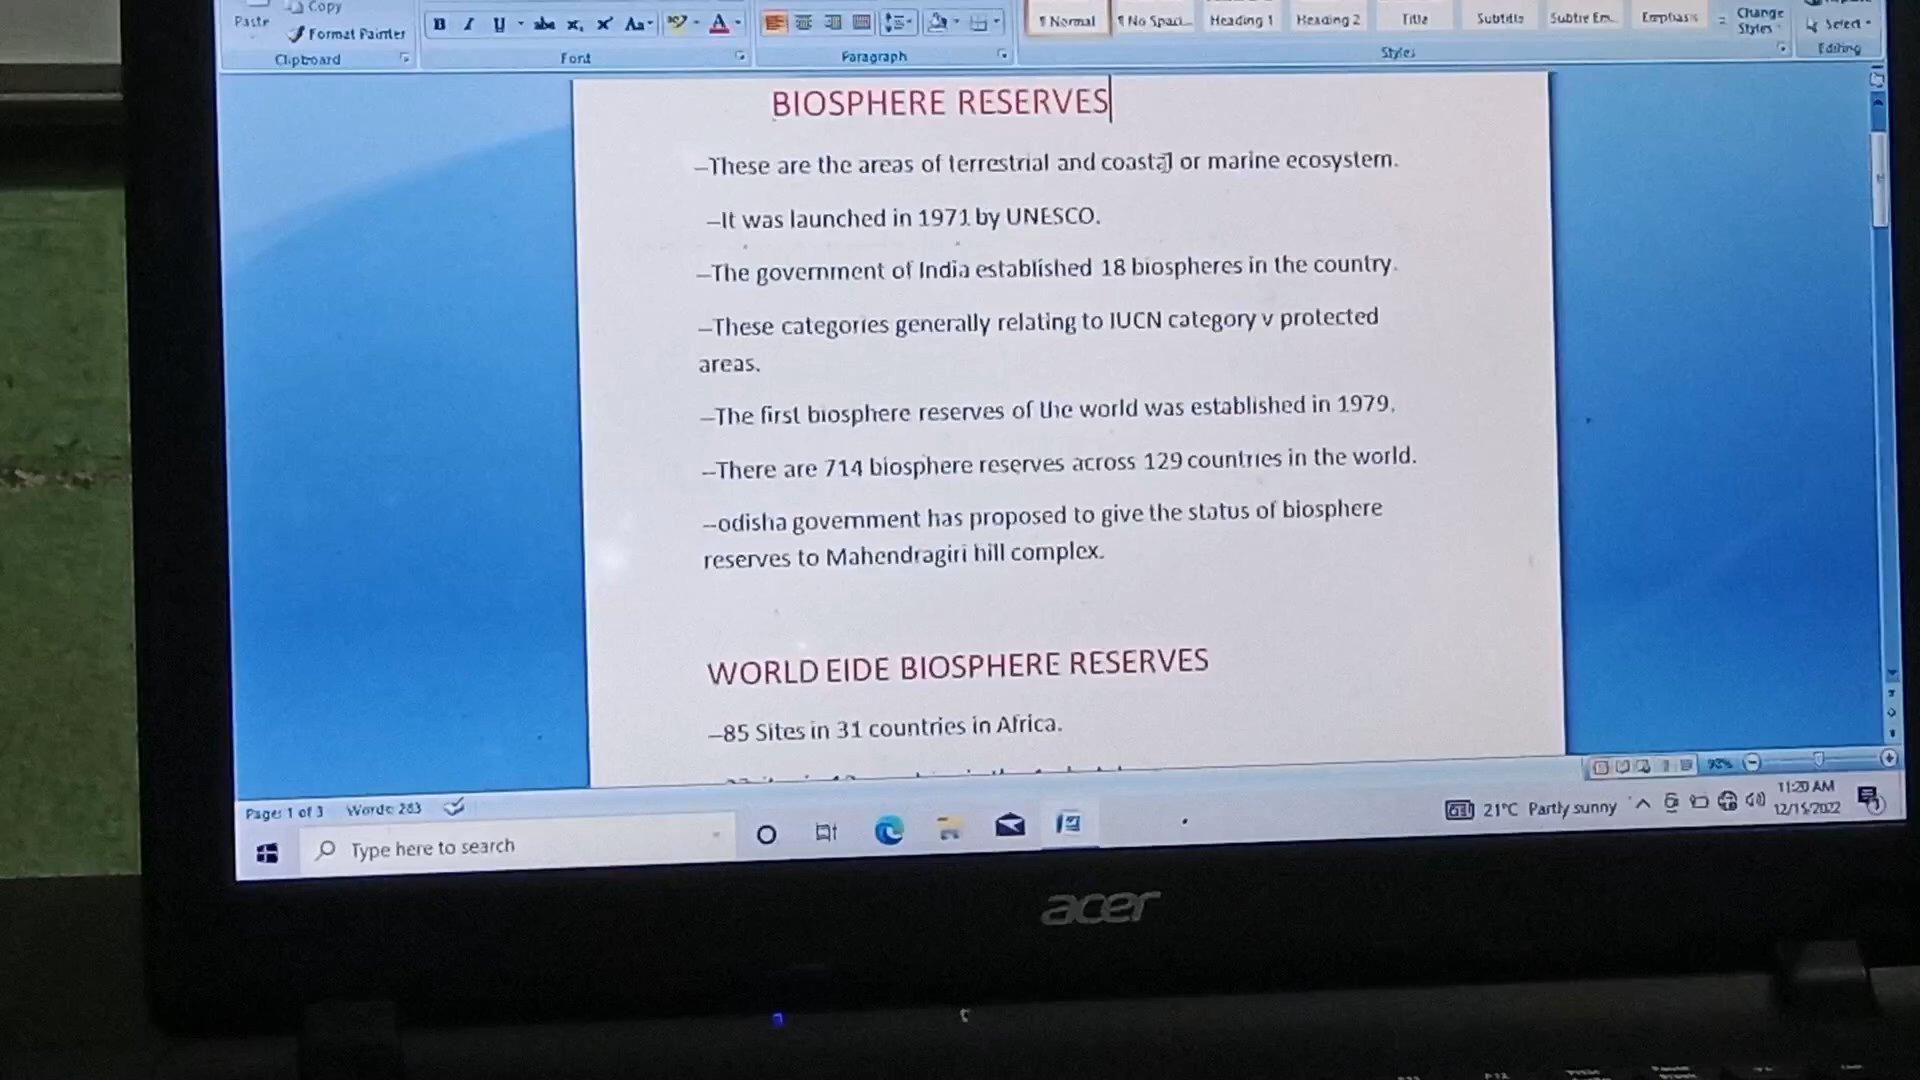 Paste
Copy
Format Painter
Clipboard
B I U abc x, x' Aa A
Font
Paragraph
¶ Normal
¶ No Spaci...
Heading 1
Heading 2
Title
Subtitle
Subtle Em...
Emphasis
Change Styles
Styles
Select
Editing
BIOSPHERE RESERVES
–These are the areas of terrestrial and coastal or marine ecosystem.
–It was launched in 1971 by UNESCO.
–The government of India established 18 biospheres in the country.
–These categories generally relating to IUCN category v protected
areas.
–The first biosphere reserves of the world was established in 1979.
–There are 714 biosphere reserves across 129 countries in the world.
–odisha government has proposed to give the status of biosphere
reserves to Mahendragiri hill complex.
WORLD EIDE BIOSPHERE RESERVES
–85 Sites in 31 countries in Africa.
Page: 1 of 3 Words: 283
93%
Type here to search
21°C Partly sunny
11:20 AM
12/15/2022
acer